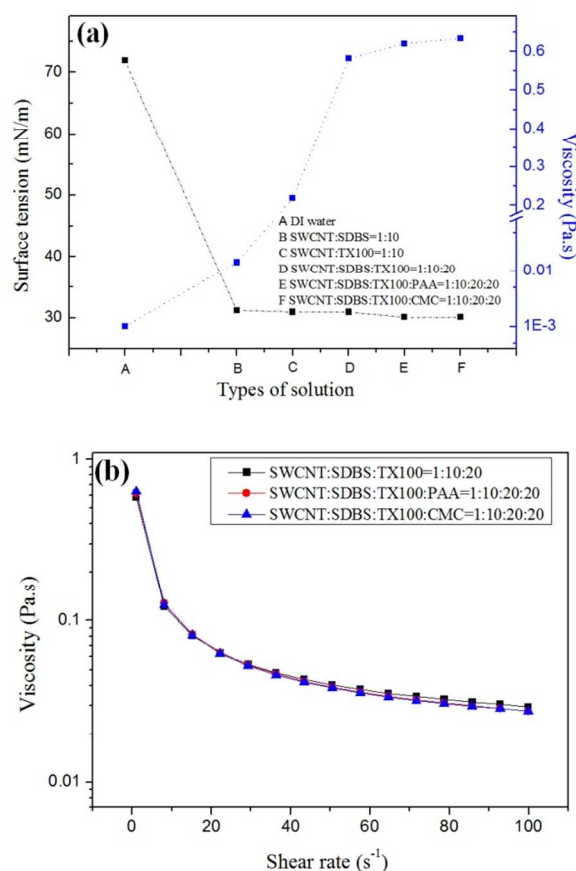 (a)
Surface tension (mN/m)
70
60
50
40
30
A
B
C
D
E
F
Types of solution
0.6
0.5
0.4
0.3
0.2
0.01
1E-3
Viscosity (Pa.s)
A DI water
B SWCNT:SDBS=1:10
C SWCNT:TX100=1:10
D SWCNT:SDBS:TX100=1:10:20
E SWCNT:SDBS:TX100:PAA=1:10:20:20
F SWCNT:SDBS:TX100:CMC=1:10:20:20
(b)
SWCNT:SDBS:TX100=1:10:20
SWCNT:SDBS:TX100:PAA=1:10:20:20
SWCNT:SDBS:TX100:CMC=1:10:20:20
Viscosity (Pa.s)
1
0.1
0.01
0
20
40
60
80
100
Shear rate (s⁻¹)